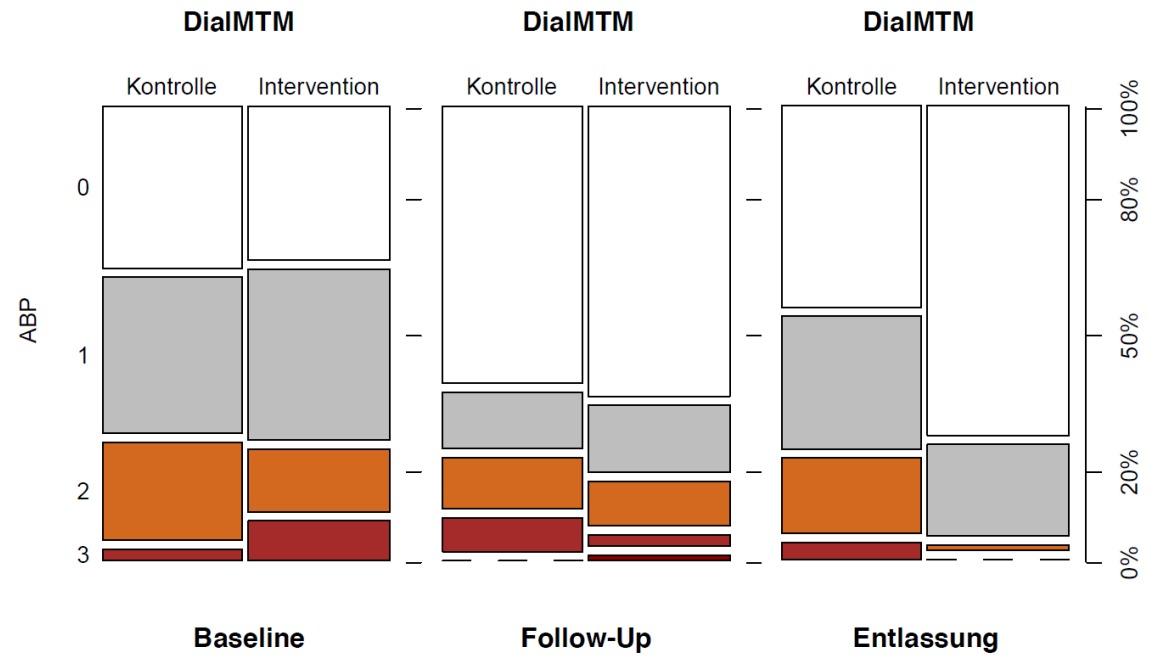 DialMTM DialMTM DialMTM
Kontrolle Intervention Kontrolle Intervention Kontrolle Intervention
100%
0
80%
ABP
50%
1
20%
2
3
0%
Baseline Follow-Up Entlassung